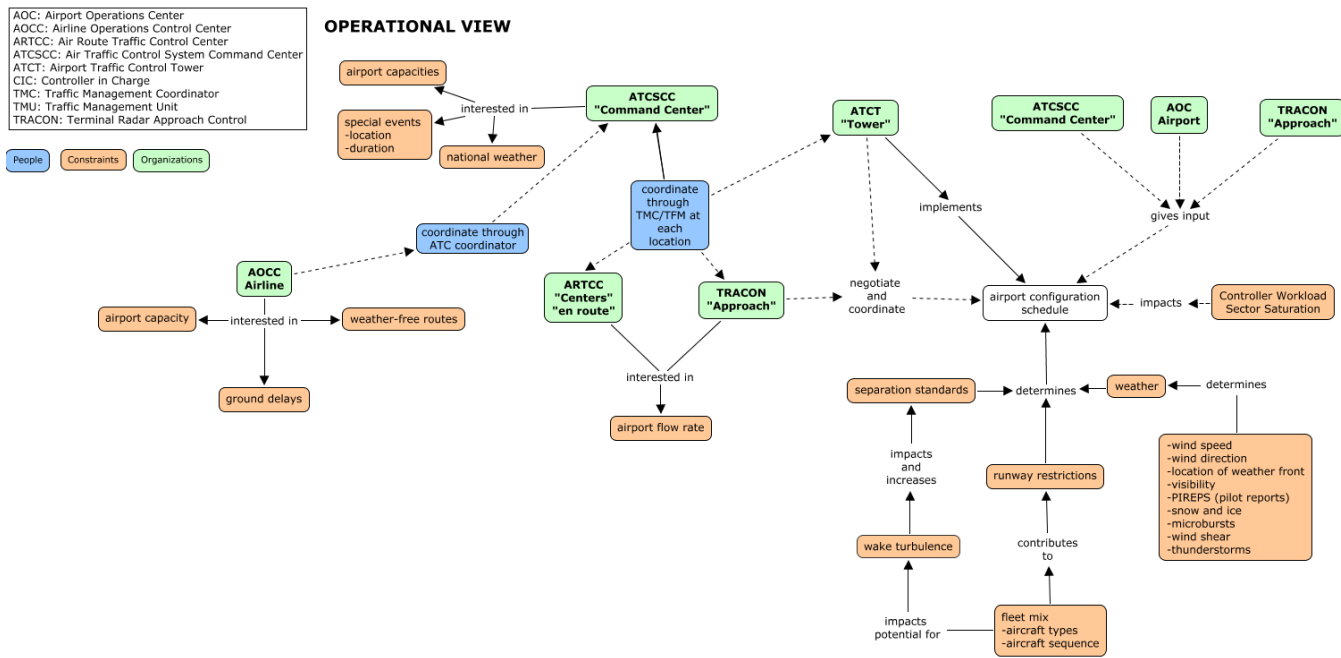 AOC: Airport Operations Center
AOCC: Airline Operations Control Center
ARTCC: Air Route Traffic Control Center
ATCSCC: Air Traffic Control System Command Center
ATCT: Airport Traffic Control Tower
CIC: Controller in Charge
TMC: Traffic Management Coordinator
TMU: Traffic Management Unit
TRACON: Terminal Radar Approach Control
People
Constraints
Organizations
OPERATIONAL VIEW
airport capacities
interested in
special events
-location
-duration
national weather
ATCSCC
"Command Center"
ATCT
"Tower"
ATCSCC
"Command Center"
AOC
Airport
TRACON
"Approach"
coordinate
through
TMC/TFM at
each
location
implements
gives input
coordinate through
ATC coordinator
AOCC
Airline
airport capacity
interested in
weather-free routes
ground delays
ARTCC
"Centers"
"en route"
TRACON
"Approach"
negotiate
and
coordinate
airport configuration
schedule
impacts
Controller Workload
Sector Saturation
interested in
airport flow rate
separation standards
determines
weather
determines
impacts
and
increases
runway restrictions
-wind speed
-wind direction
-location of weather front
-visibility
-PIREPS (pilot reports)
-snow and ice
-microbursts
-wind shear
-thunderstorms
wake turbulence
contributes
to
impacts
potential for
fleet mix
-aircraft types
-aircraft sequence